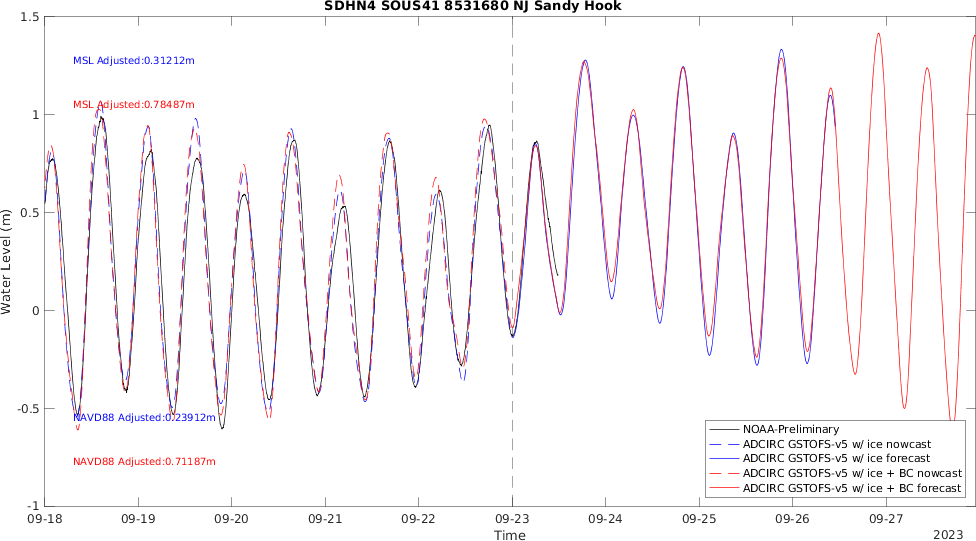 SDHN4 SOUS41 8531680 NJ Sandy Hook
1.5
1
0.5
0
-0.5
-1
Water Level (m)
MSL Adjusted:0.31212m
MSL Adjusted:0.78487m
NAVD88 Adjusted:0.23912m
NAVD88 Adjusted:0.71187m
NOAA-Preliminary
ADCIRC GSTOFS-v5 w/ ice nowcast
ADCIRC GSTOFS-v5 w/ ice forecast
ADCIRC GSTOFS-v5 w/ ice + BC nowcast
ADCIRC GSTOFS-v5 w/ ice + BC forecast
09-18 09-19 09-20 09-21 09-22 09-23 09-24 09-25 09-26 09-27
Time
2023